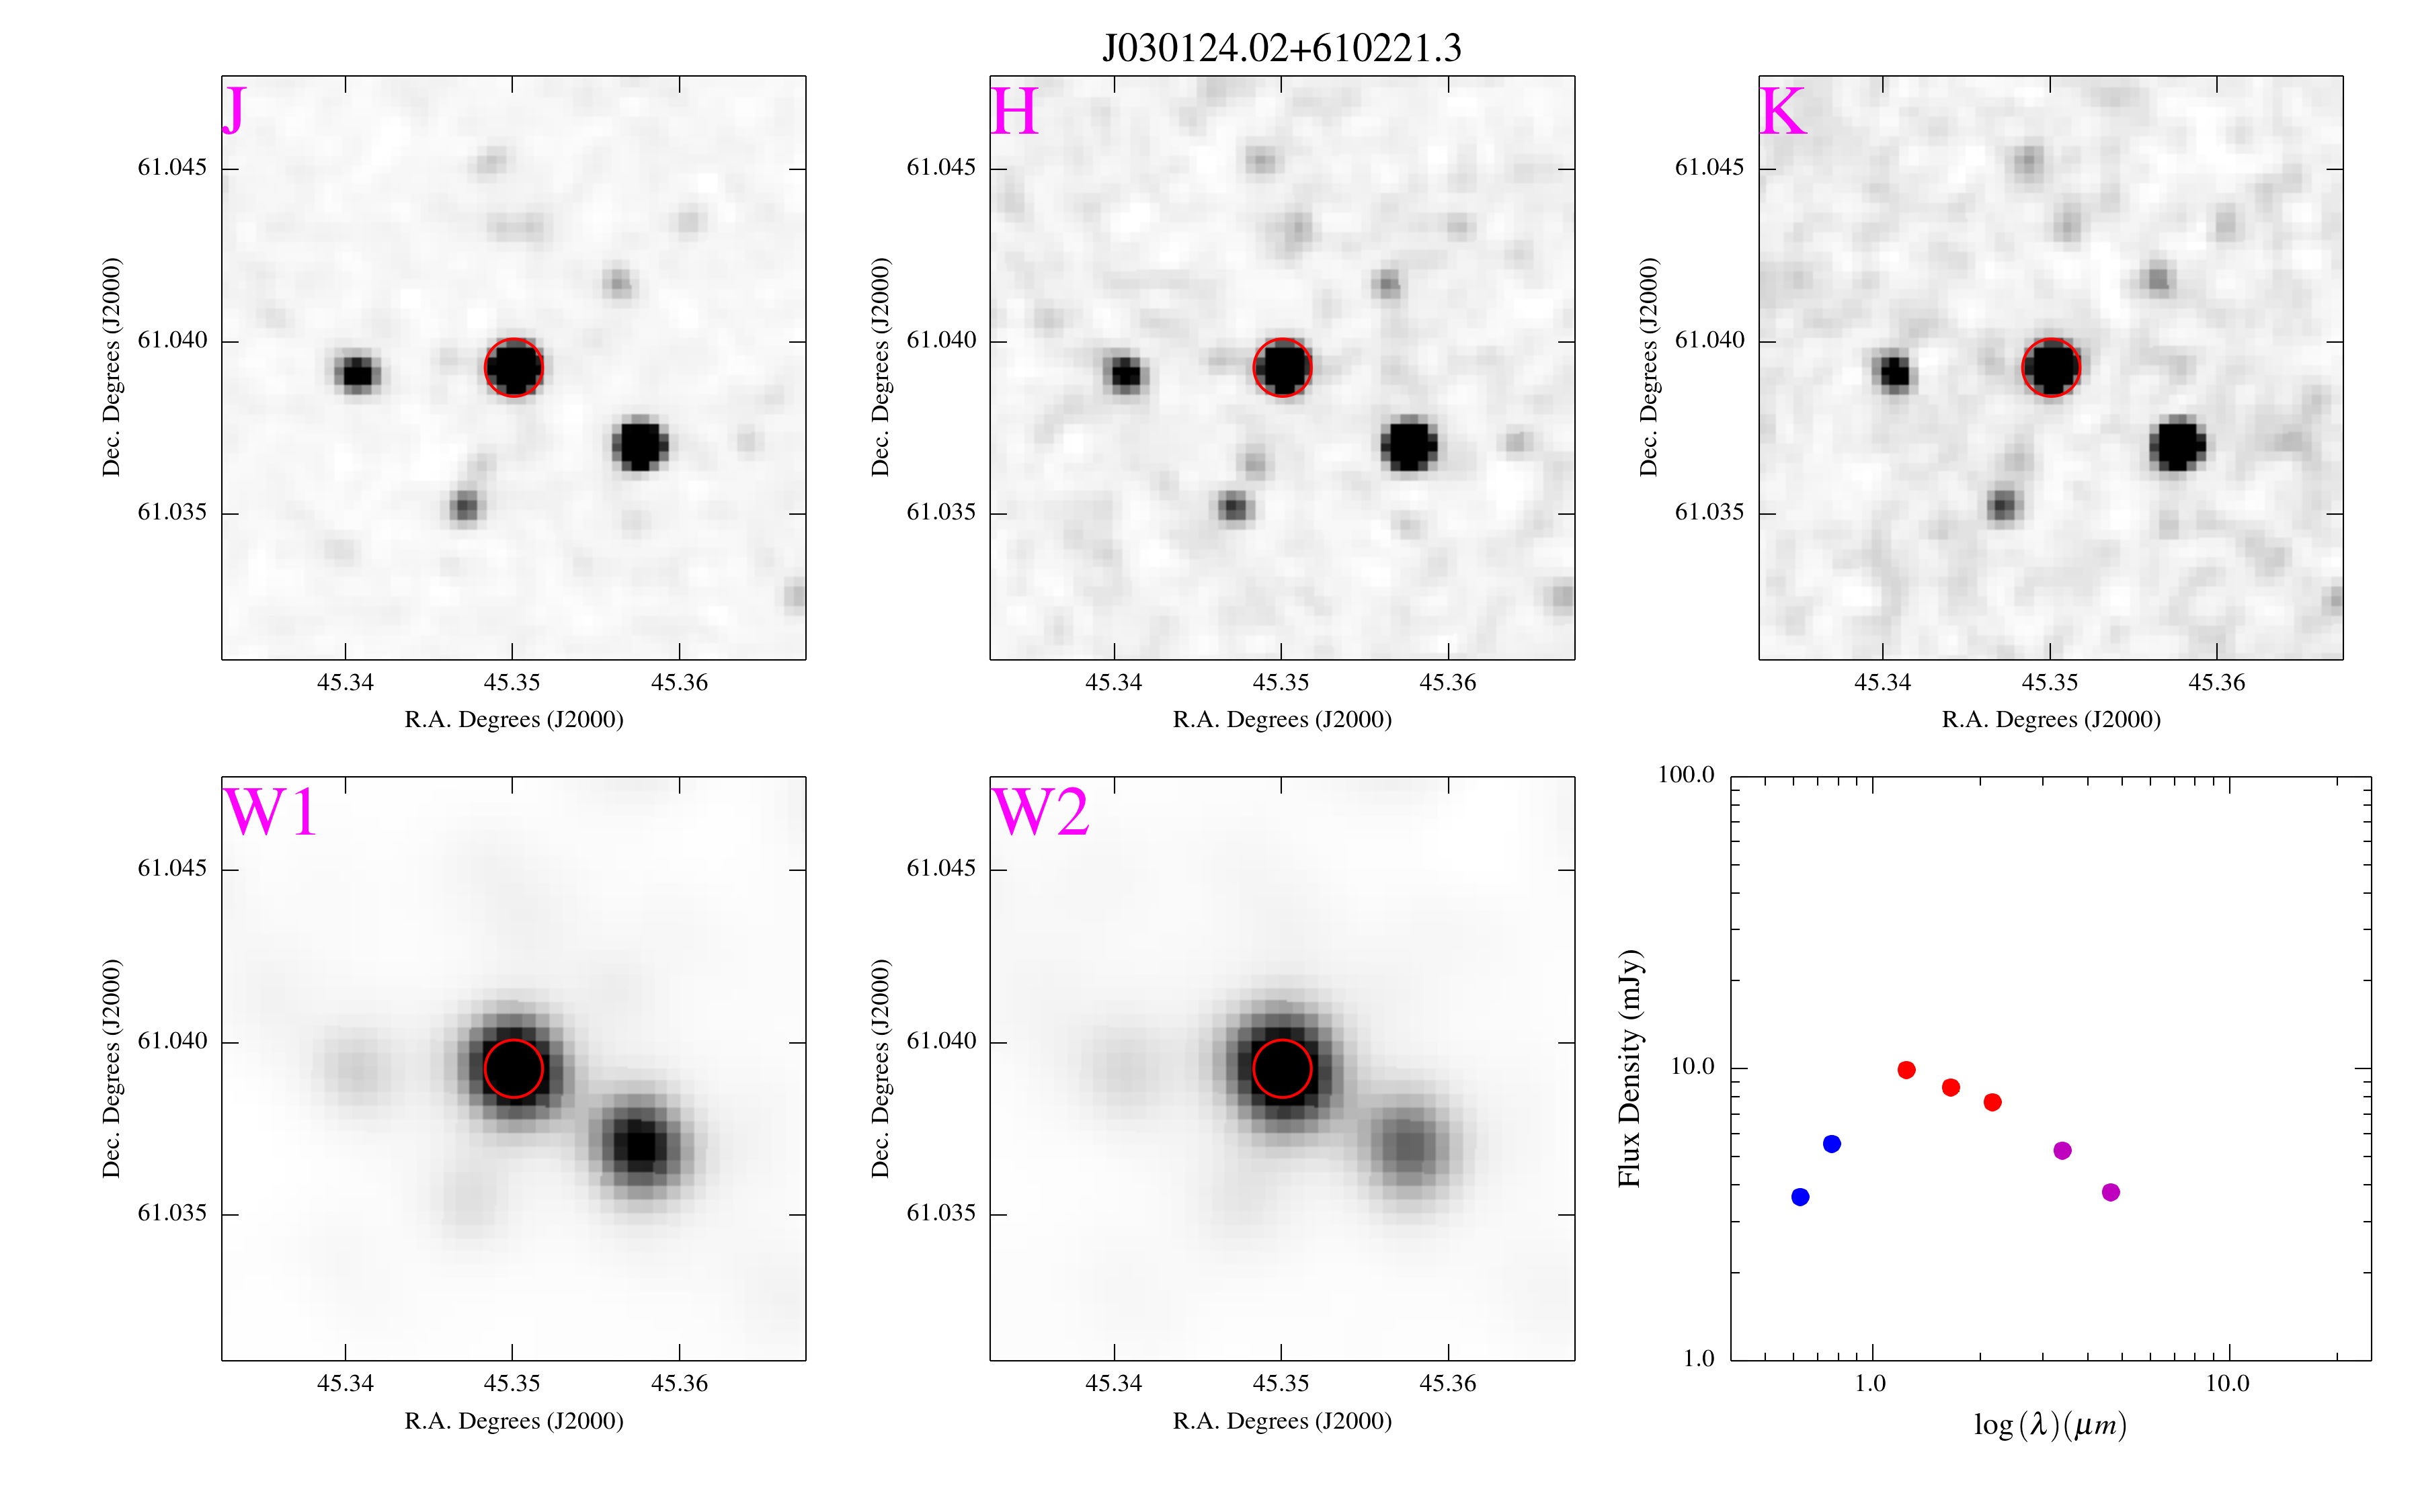 J030124.02+610221.3
J
61.045
61.040
61.035
Dec. Degrees (J2000)
45.34 45.35 45.36
R.A. Degrees (J2000)
H
61.045
61.040
61.035
Dec. Degrees (J2000)
45.34 45.35 45.36
R.A. Degrees (J2000)
K
61.045
61.040
61.035
Dec. Degrees (J2000)
45.34 45.35 45.36
R.A. Degrees (J2000)
W1
61.045
61.040
61.035
Dec. Degrees (J2000)
45.34 45.35 45.36
R.A. Degrees (J2000)
W2
61.045
61.040
61.035
Dec. Degrees (J2000)
45.34 45.35 45.36
R.A. Degrees (J2000)
100.0
10.0
1.0
Flux Density (mJy)
1.0 10.0
log (λ)(μm)